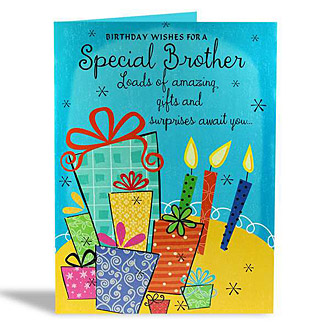 BIRTHDAY WISHES FOR A
Special Brother
Loads of amazing
gifts and
surprises await you...